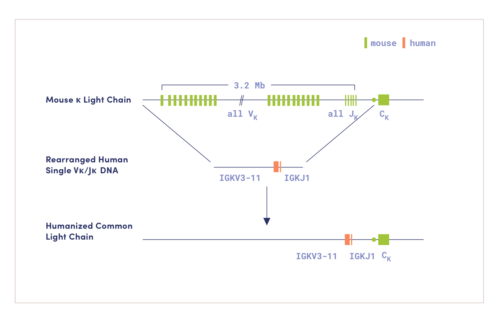 mouse human
3.2 Mb
Mouse κ Light Chain
all Vκ all Jκ Cκ
Rearranged Human
Single Vκ/Jκ DNA
IGKV3-11 IGKJ1
Humanized Common
Light Chain
IGKV3-11 IGKJ1 Cκ